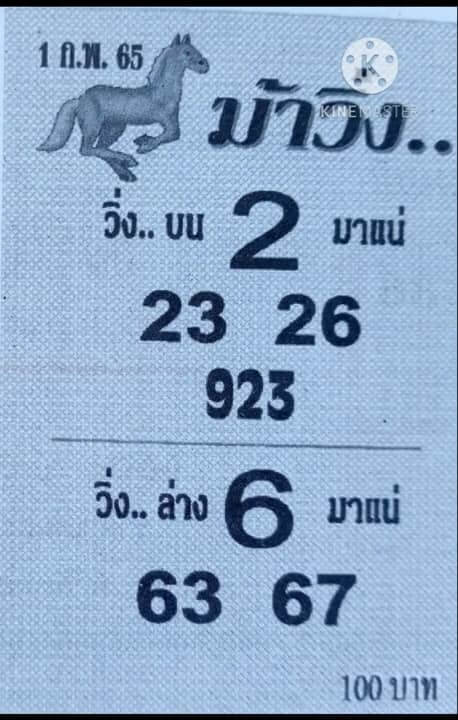 1 ก.พ. 65
K
KINEMASTER
ม้าวิ่ง..
วิ่ง.. บน 2 มาแน่
23 26
923
วิ่ง.. ล่าง 6 มาแน่
63 67
100 บาท